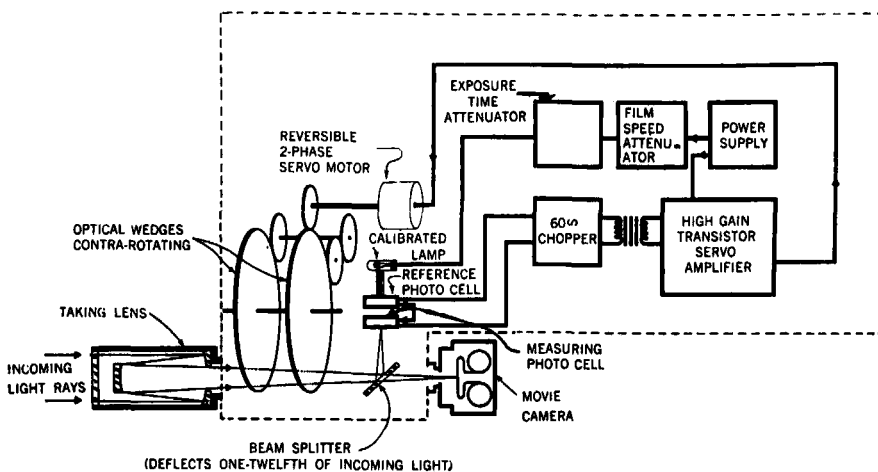 EXPOSURE
TIME
ATTENUATOR
FILM
SPEED
ATTENU-
ATOR
POWER
SUPPLY
REVERSIBLE
2-PHASE
SERVO MOTOR
OPTICAL WEDGES
CONTRA-ROTATING
CALIBRATED
LAMP
60∿
CHOPPER
HIGH GAIN
TRANSISTOR
SERVO
AMPLIFIER
REFERENCE
PHOTO CELL
TAKING LENS
INCOMING
LIGHT RAYS
MEASURING
PHOTO CELL
MOVIE
CAMERA
BEAM SPLITTER
(DEFLECTS ONE-TWELFTH OF INCOMING LIGHT)